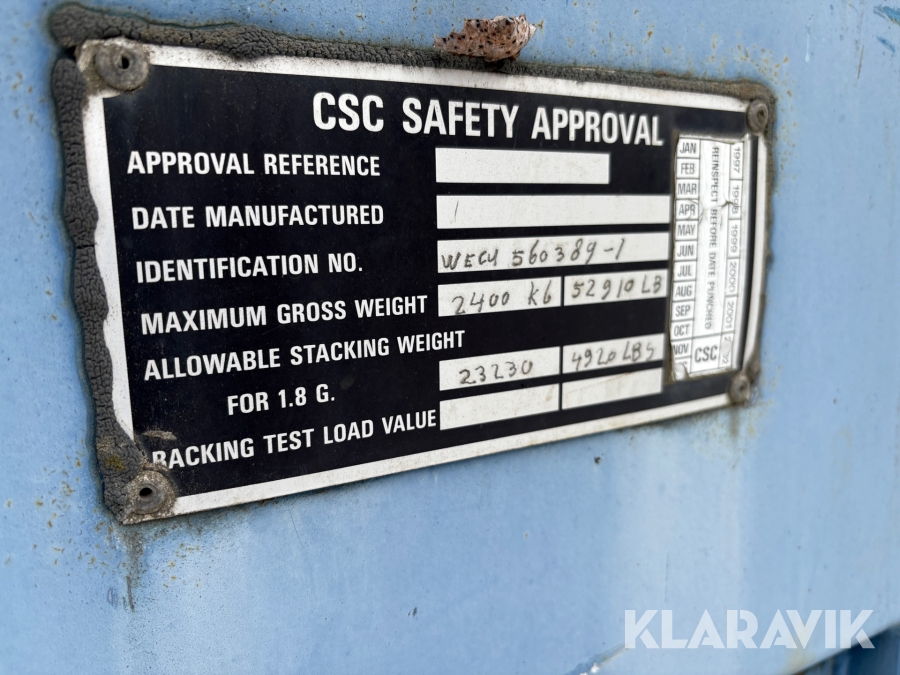 CSC SAFETY APPROVAL
APPROVAL REFERENCE
DATE MANUFACTURED
IDENTIFICATION NO. WECU 560389-1
MAXIMUM GROSS WEIGHT 2400 KG 52910 LB
ALLOWABLE STACKING WEIGHT
FOR 1.8 G. 23230 4920 LBS
RACKING TEST LOAD VALUE
JAN
FEB
MAR
APR
MAY
JUN
JUL
AUG
SEP
OCT
NOV
REINSPECT BEFORE DATE PUNCHED
CSC
1997 1998 1999 2000 2001
KLARAVIK